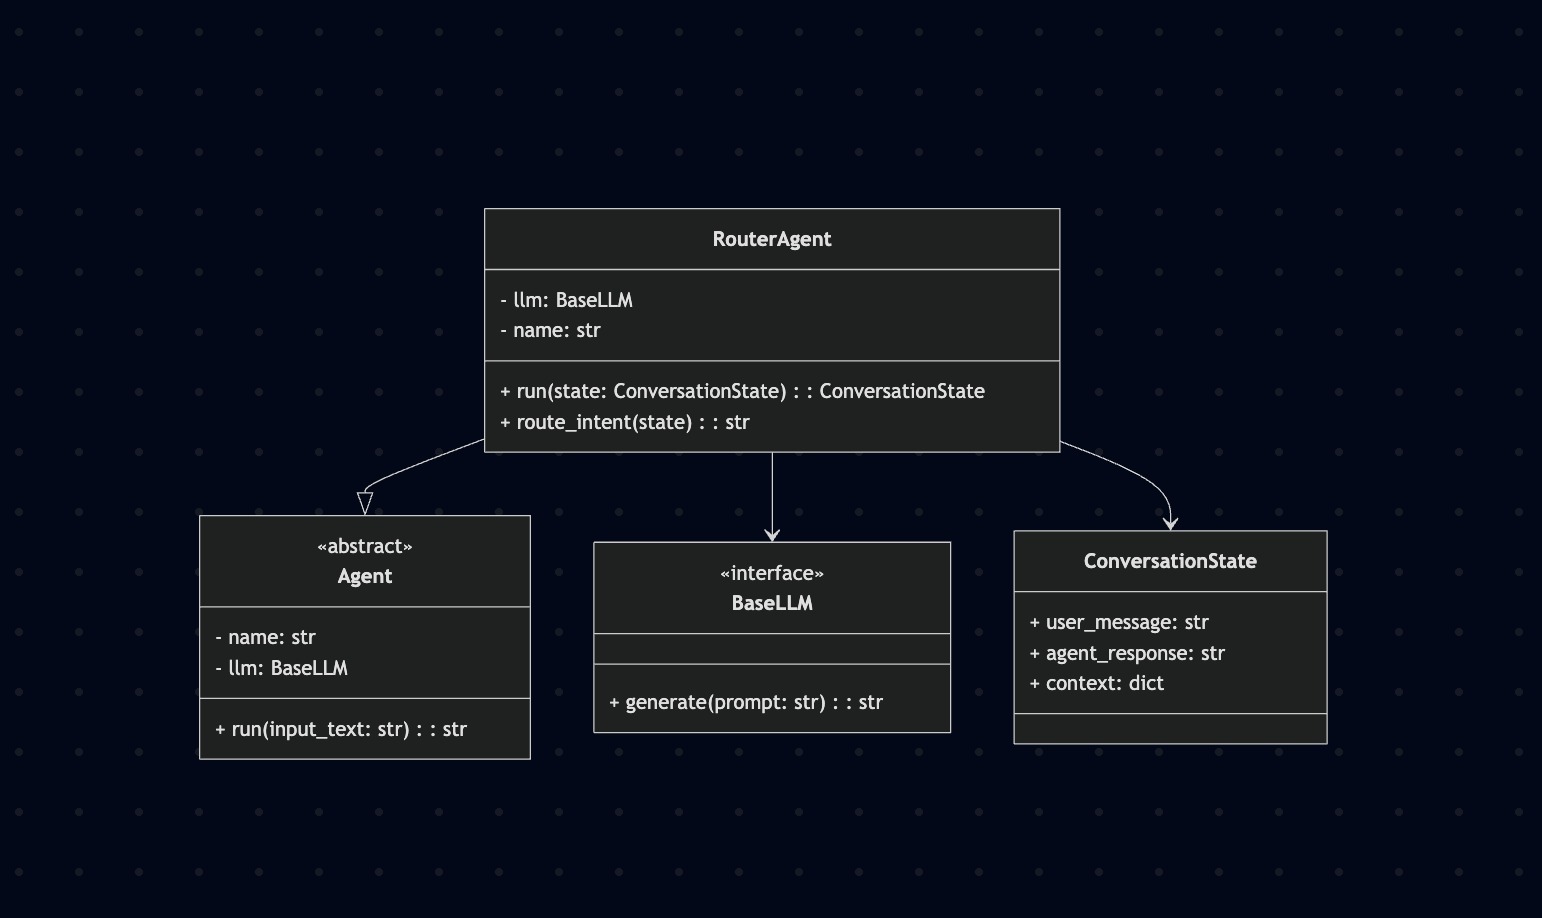 RouterAgent
- llm: BaseLLM
- name: str
+ run(state: ConversationState) : : ConversationState
+ route_intent(state) : : str
«abstract»
Agent
- name: str
- llm: BaseLLM
+ run(input_text: str) : : str
«interface»
BaseLLM
+ generate(prompt: str) : : str
ConversationState
+ user_message: str
+ agent_response: str
+ context: dict